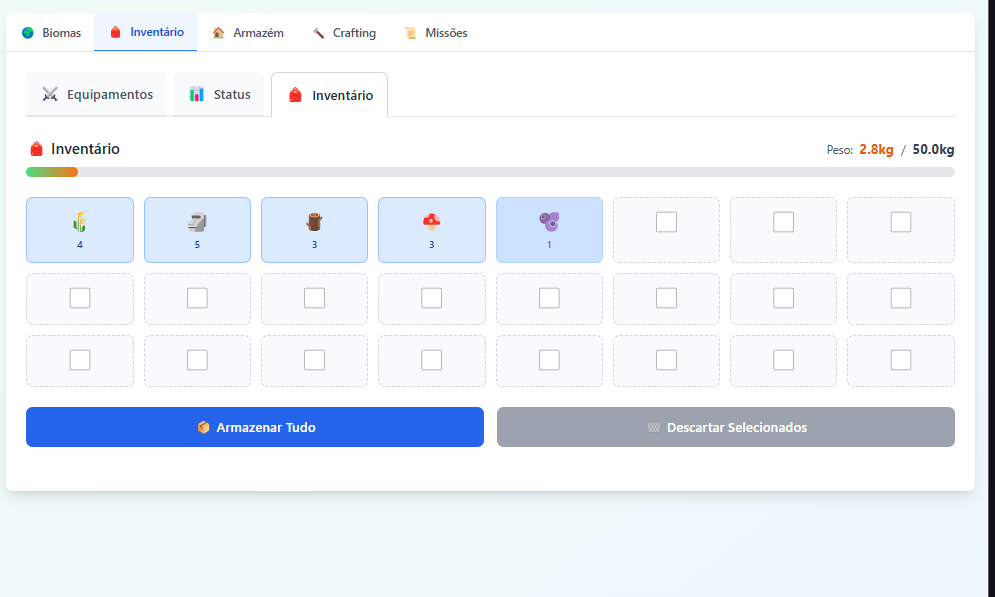 Biomas Inventário Armazém Crafting Missões
Equipamentos Status Inventário
Inventário Peso: 2.8kg / 50.0kg
4 5 3 3 1
Armazenar Tudo Descartar Selecionados